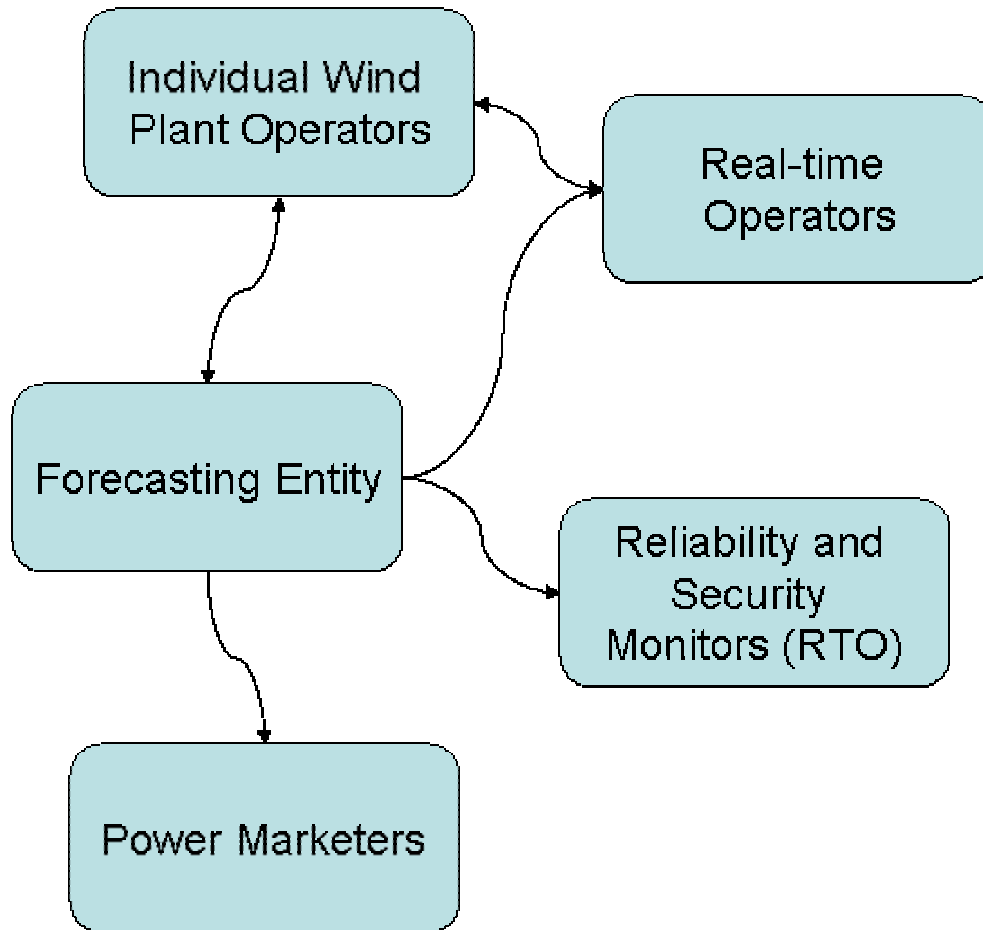 Individual Wind
Plant Operators
Real-time
Operators
Forecasting Entity
Reliability and
Security
Monitors (RTO)
Power Marketers